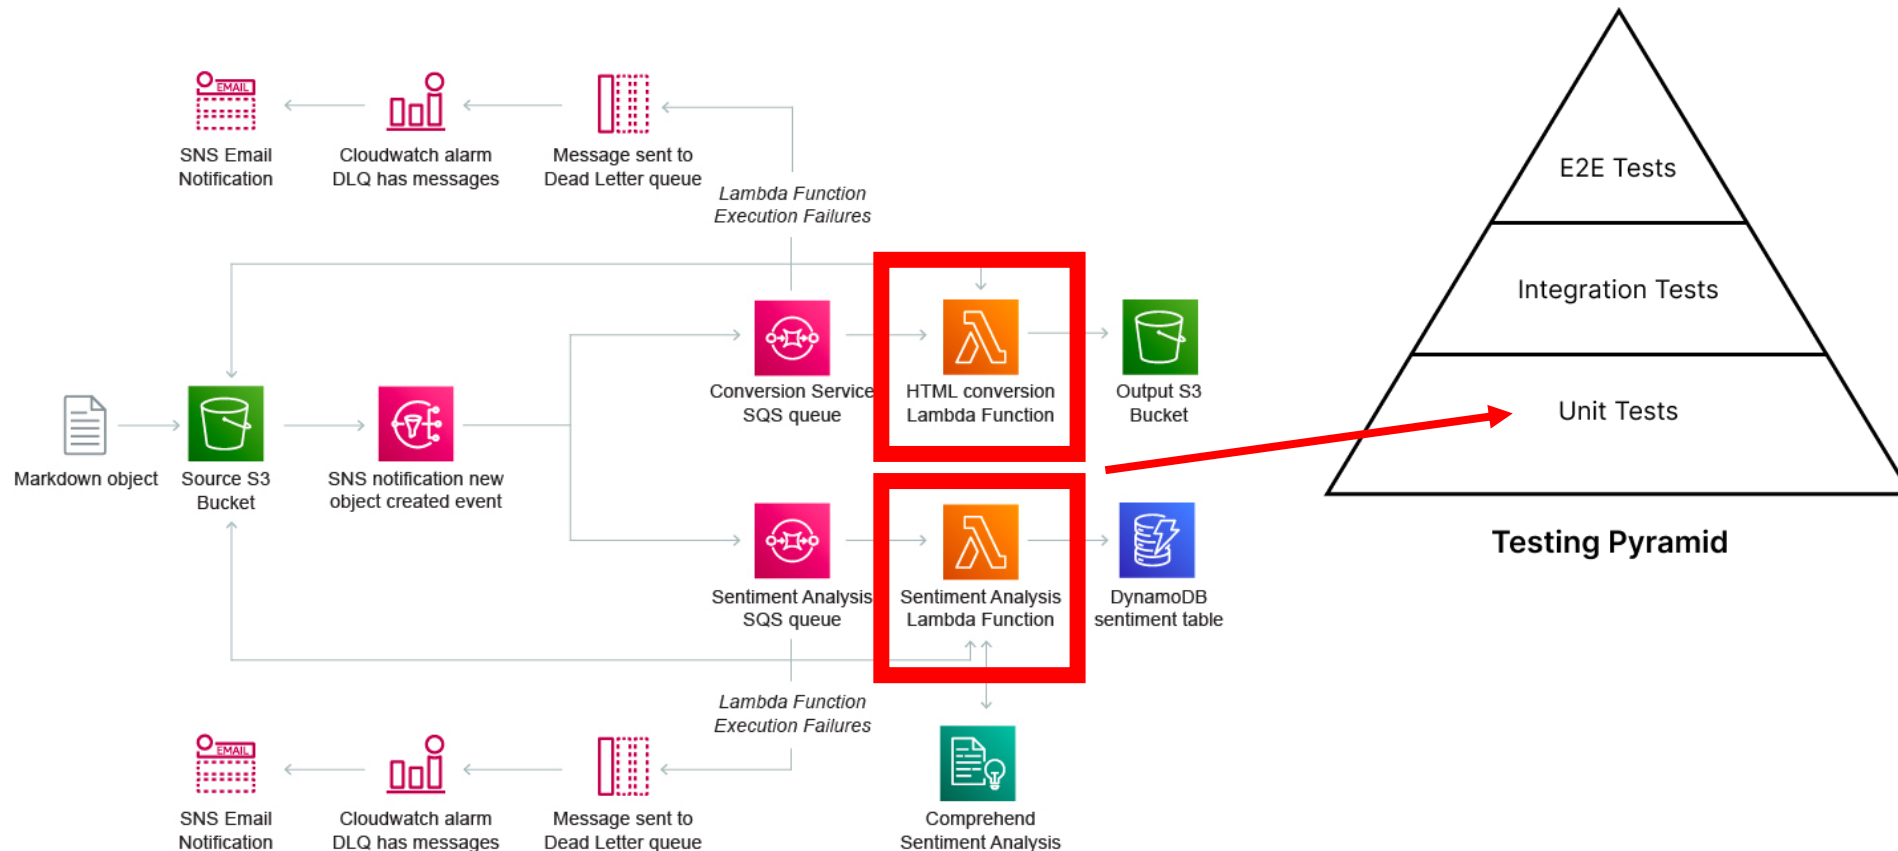 EMAIL
SNS Email
Notification
Cloudwatch alarm
DLQ has messages
Message sent to
Dead Letter queue
Lambda Function
Execution Failures
Markdown object
Source S3
Bucket
SNS notification new
object created event
Conversion Service
SQS queue
HTML conversion
Lambda Function
Output S3
Bucket
Sentiment Analysis
SQS queue
Sentiment Analysis
Lambda Function
DynamoDB
sentiment table
Lambda Function
Execution Failures
EMAIL
SNS Email
Notification
Cloudwatch alarm
DLQ has messages
Message sent to
Dead Letter queue
Comprehend
Sentiment Analysis
E2E Tests
Integration Tests
Unit Tests
Testing Pyramid